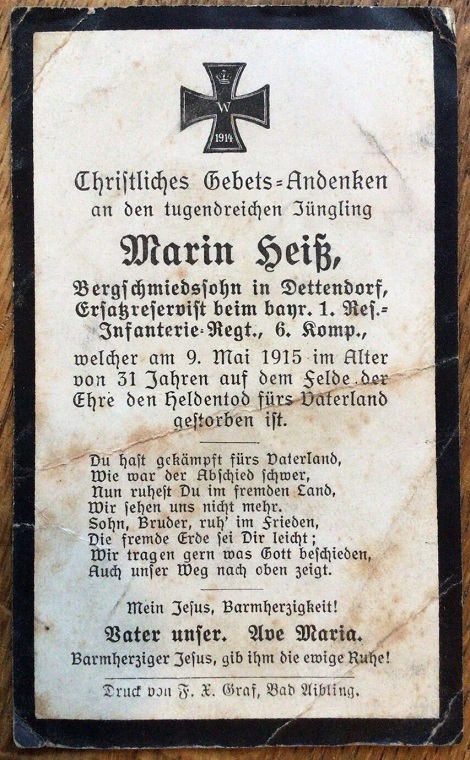 W
1914
Christliches Gebets-Andenken
an den tugendreichen Jüngling
Marin Heiß,
Bergschmiedssohn in Dettendorf,
Ersatzreservist beim bayr. 1. Res.-
Infanterie-Regt., 6. Komp.,
welcher am 9. Mai 1915 im Alter
von 31 Jahren auf dem Felde der
Ehre den Heldentod fürs Vaterland
gestorben ist.
Du hast gekämpft fürs Vaterland,
Wie war der Abschied schwer,
Nun ruhest Du im fremden Land,
Wir sehen uns nicht mehr.
Sohn, Bruder, ruh' im Frieden,
Die fremde Erde sei Dir leicht;
Wir tragen gern was Gott beschieden,
Auch unser Weg nach oben zeigt.
Mein Jesus, Barmherzigkeit!
Vater unser. Ave Maria.
Barmherziger Jesus, gib ihm die ewige Ruhe!
Druck von F. X. Graf, Bad Aibling.